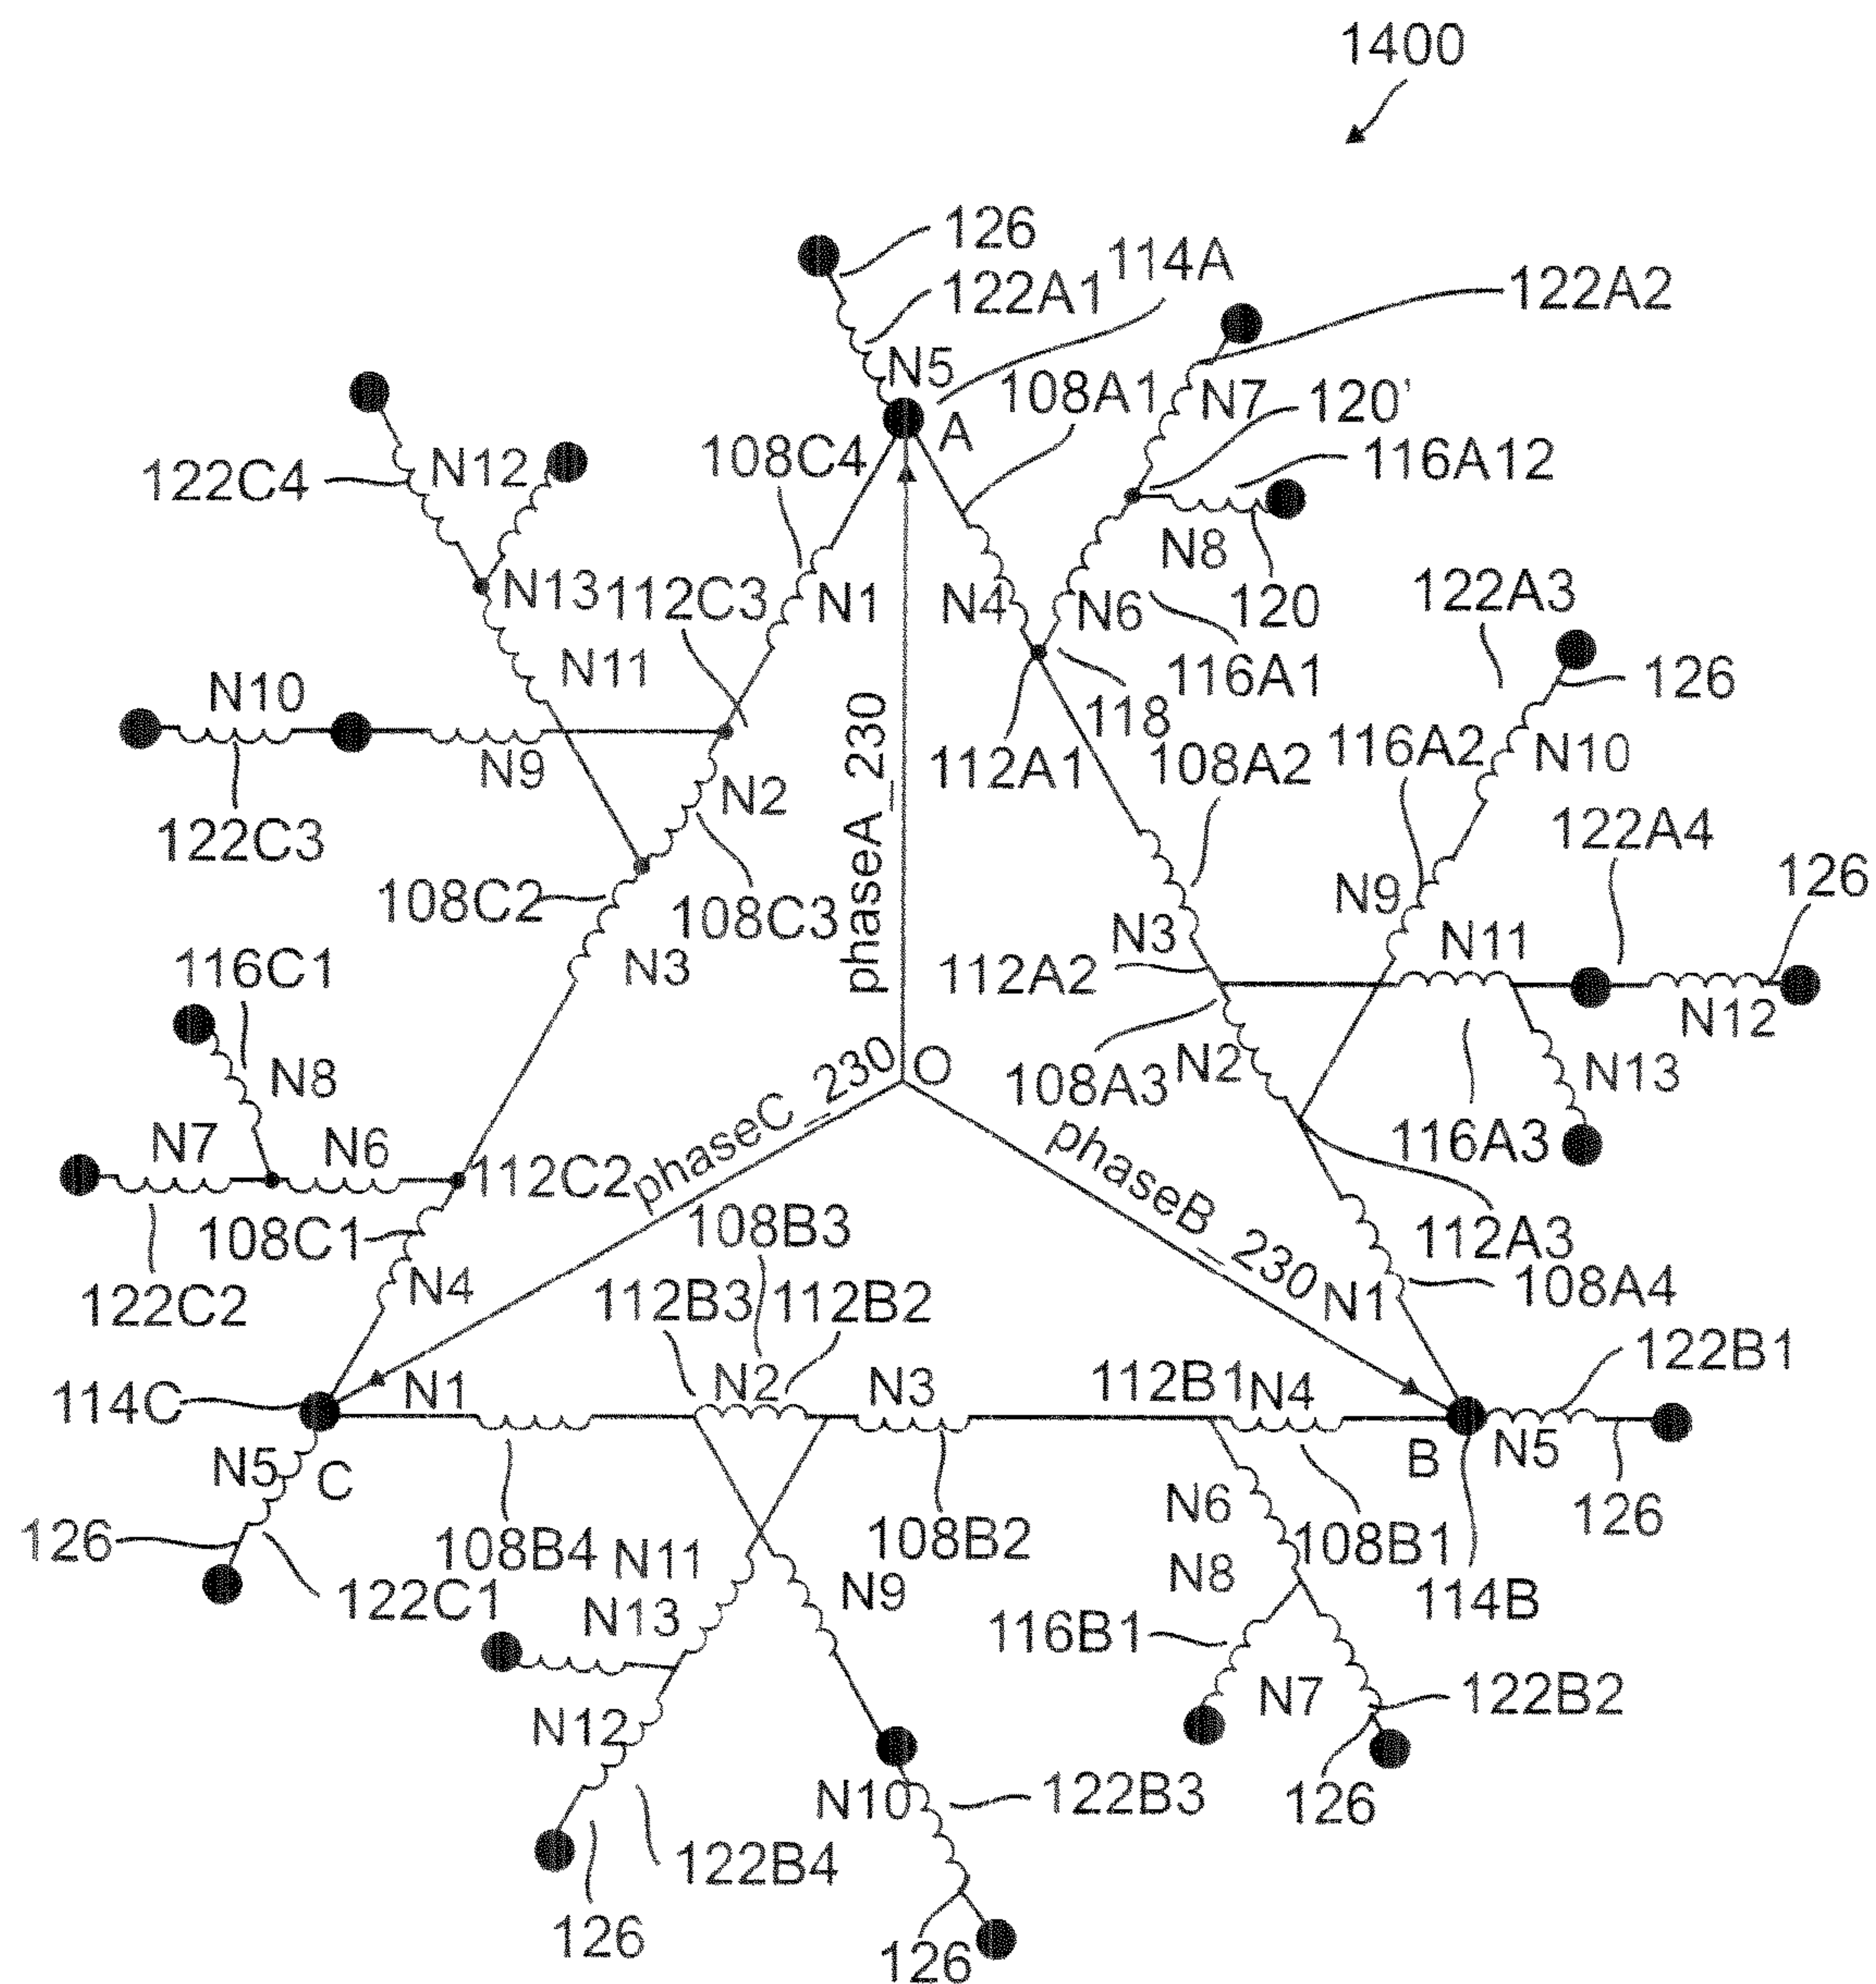 1400
126
114A
122A1
122A2
N5
108A1
N7
120'
A
108C4
116A12
N12
122C4
N8
N13
112C3
N1
N4
N6
120
122A3
N11
116A1
126
N10
118
N9
112A1
108A2
116A2
N10
N2
phaseA_230
122C3
122A4
126
108C2
108C3
N9
N11
N3
N3
112A2
116C1
N12
O
N2
N13
108A3
N8
phaseC_230
phaseB_230
116A3
N7
N6
112C2
108B3
108C1
112A3
N4
N1
108A4
122C2
112B3
112B2
122B1
N2
N3
112B1
N4
114C
N1
B
N5
N5
C
126
126
108B4
N11
108B2
108B1
N6
N8
114B
122C1
N13
N9
116B1
N7
122B2
N12
N10
122B3
126
122B4
126
126